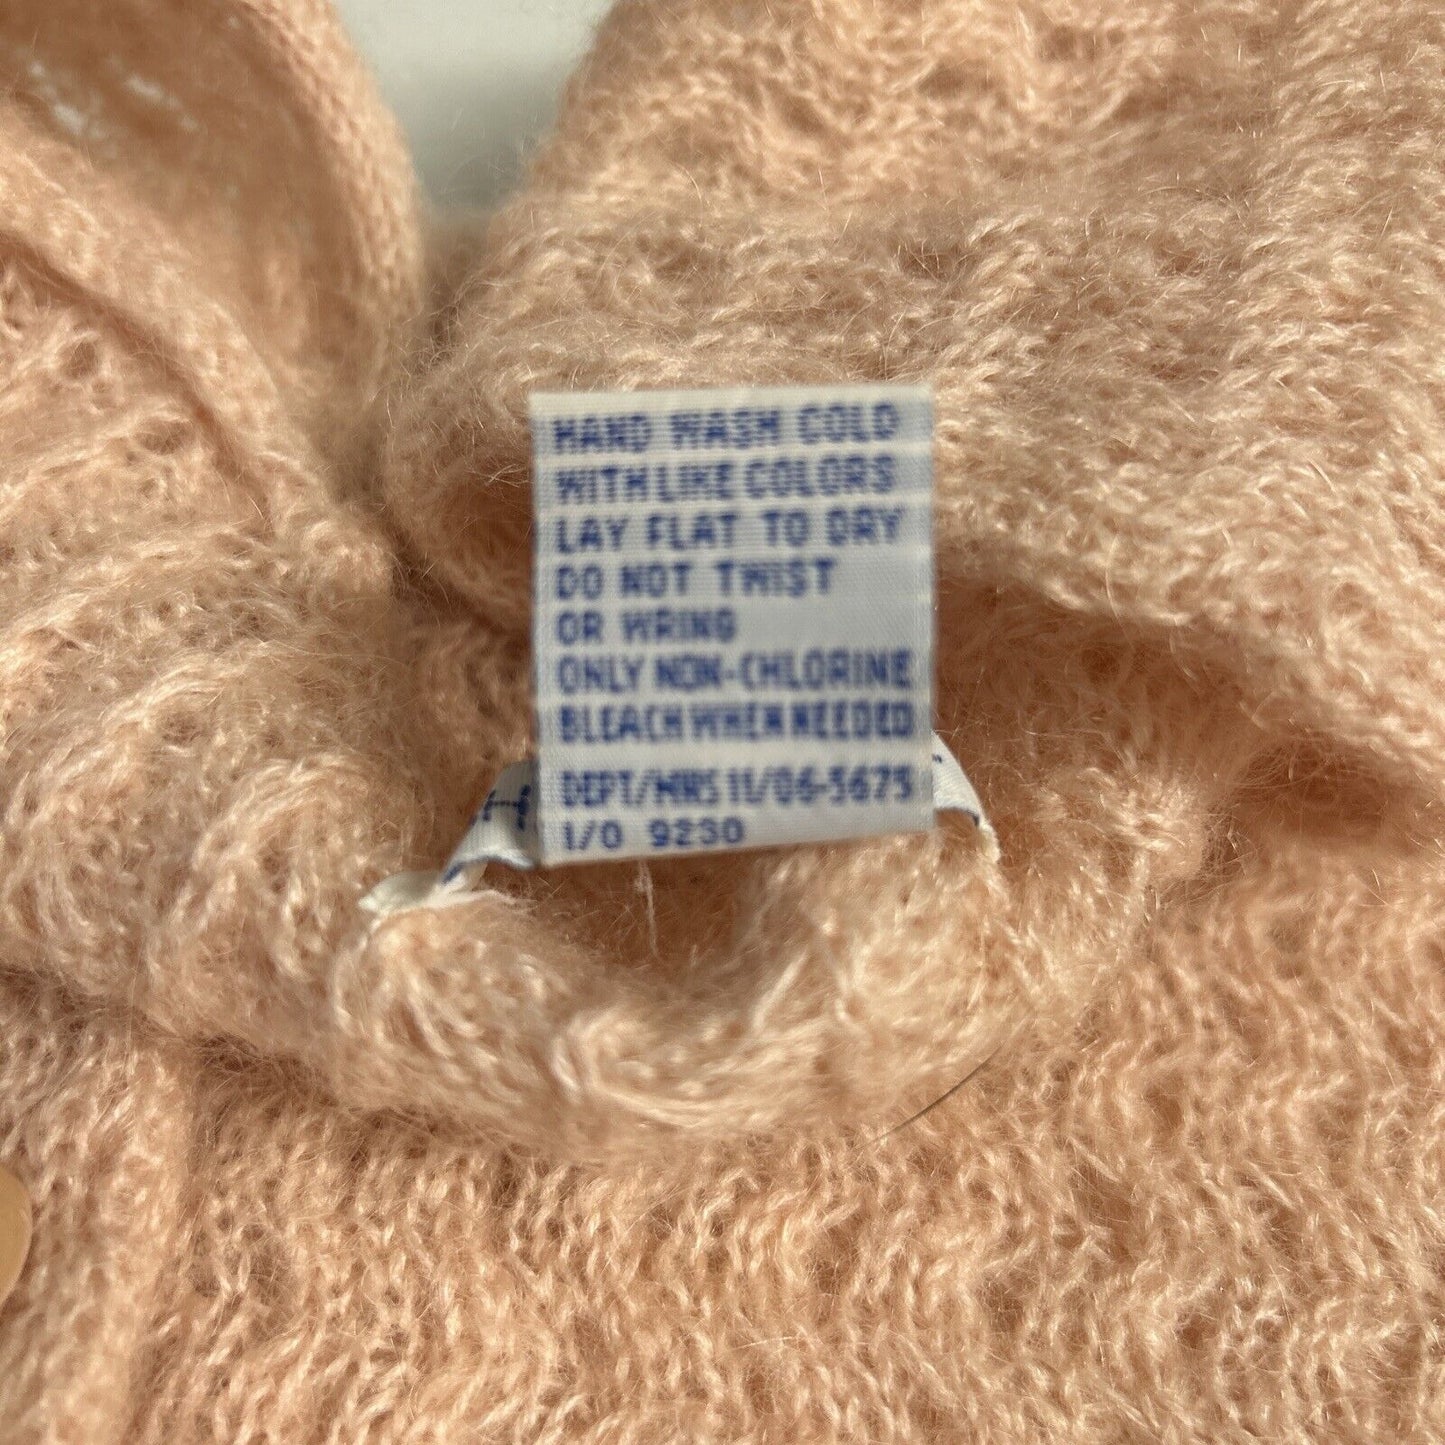 HAND WASH COLD
WITH LIKE COLORS
LAY FLAT TO DRY
DO NOT TWIST
OR WRING
ONLY NON-CHLORINE
BLEACH WHEN NEEDED
DEPT/MRS 11/06-5675
I/O 9230